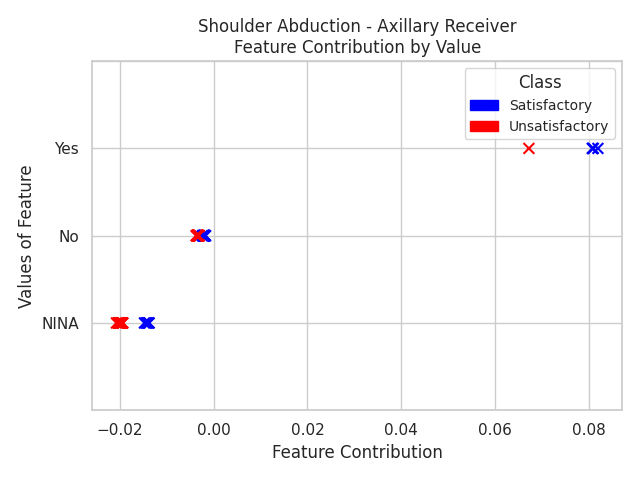 Shoulder Abduction - Axillary Receiver
Feature Contribution by Value
Class
Satisfactory
Unsatisfactory
Values of Feature
Yes
No
NINA
−0.02 0.00 0.02 0.04 0.06 0.08
Feature Contribution